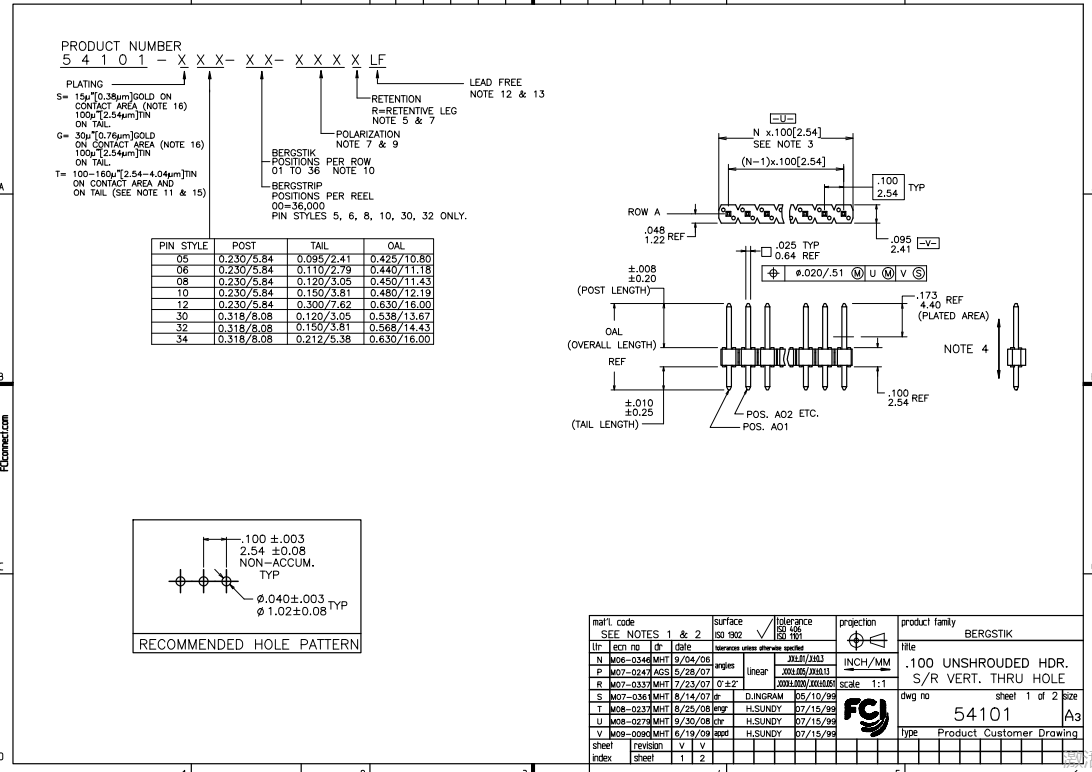 PRODUCT NUMBER
5 4 1 0 1 - X X X - X X - X X X X LF
PLATING
S= 15µ"[0.38µm]GOLD ON
CONTACT AREA (NOTE 16)
100µ"[2.54µm]TIN
ON TAIL.
G= 30µ"[0.76µm]GOLD
ON CONTACT AREA (NOTE 16)
100µ"[2.54µm]TIN
ON TAIL.
T= 100-160µ"[2.54-4.04µm]TIN
ON CONTACT AREA AND
ON TAIL (SEE NOTE 11 & 15)
LEAD FREE
NOTE 12 & 13
RETENTION
R=RETENTIVE LEG
NOTE 5 & 7
POLARIZATION
NOTE 7 & 9
BERGSTIK
POSITIONS PER ROW
01 TO 36 NOTE 10
BERGSTRIP
POSITIONS PER REEL
00=36,000
PIN STYLES 5, 6, 8, 10, 30, 32 ONLY.
PIN STYLE POST TAIL OAL
05 0.230/5.84 0.095/2.41 0.425/10.80
06 0.230/5.84 0.110/2.79 0.440/11.18
08 0.230/5.84 0.120/3.05 0.450/11.43
10 0.230/5.84 0.150/3.81 0.480/12.19
12 0.230/5.84 0.300/7.62 0.630/16.00
30 0.318/8.08 0.120/3.05 0.538/13.67
32 0.318/8.08 0.150/3.81 0.568/14.43
34 0.318/8.08 0.212/5.38 0.630/16.00
-U-
N x.100[2.54]
SEE NOTE 3
(N-1)x.100[2.54]
.100
2.54 TYP
ROW A
.048
1.22 REF
.095
2.41 -V-
.025 TYP
0.64 REF
⌖ ø.020/.51 Ⓜ U Ⓜ V Ⓢ
±.008
±0.20
(POST LENGTH)
.173
4.40 REF
(PLATED AREA)
OAL
(OVERALL LENGTH)
REF
NOTE 4
.100
2.54 REF
±.010
±0.25
(TAIL LENGTH)
POS. A02 ETC.
POS. A01
FCIconnect.com
A
B
.100 ±.003
2.54 ±0.08
NON-ACCUM.
TYP
ø.040±.003
ø 1.02±0.08 TYP
RECOMMENDED HOLE PATTERN
mat'l. code
SEE NOTES 1 & 2
surface
ISO 1302
tolerance
ISO 406
ISO 1101
projection
product family
BERGSTIK
ltr ecn no dr date
tolerances unless otherwise specified
N M06-0346 MHT 9/04/06
P M07-0247 AGS 5/28/07
R M07-0337 MHT 7/23/07
S M07-0361 MHT 8/14/07
T M08-0237 MHT 8/25/08
U M08-0279 MHT 9/30/08
V M09-0090 MHT 6/19/09
angles
0°±2°
linear
.XX±.01/.X±0.3
.XXX±.005/.XX±0.13
.XXXX±.0020/.XXX±0.051
INCH/MM
scale 1:1
title
.100 UNSHROUDED HDR.
S/R VERT. THRU HOLE
dr D.INGRAM 05/10/99
engr H.SUNDY 07/15/99
chr H.SUNDY 07/15/99
appd H.SUNDY 07/15/99
FCJ
dwg no
sheet 1 of 2
size
54101
A3
type Product Customer Drawing
sheet revision V V
index sheet 1 2